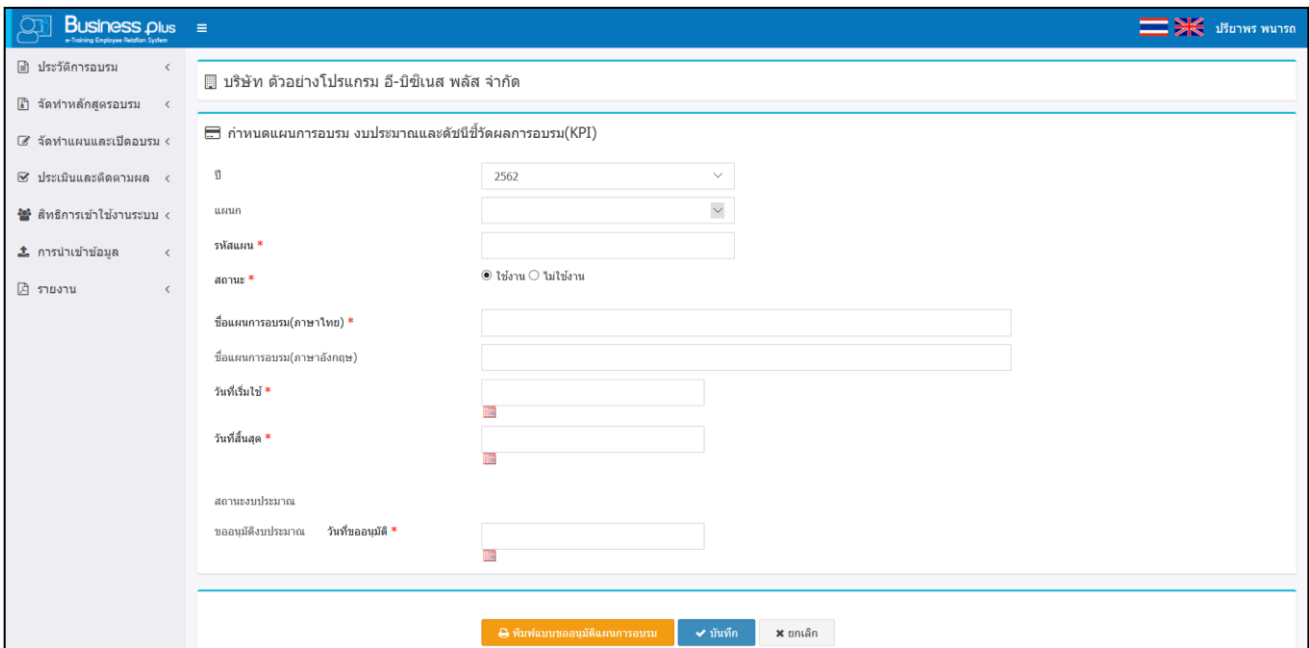 Business Plus
e-Training Employee Relation System
ปรียาพร พนารถ
ประวัติการอบรม
จัดทำหลักสูตรอบรม
จัดทำแผนและเปิดอบรม
ประเมินและติดตามผล
สิทธิการเข้าใช้งานระบบ
การนำเข้าข้อมูล
รายงาน
บริษัท ตัวอย่างโปรแกรม อี-บิซิเนส พลัส จำกัด
กำหนดแผนการอบรม งบประมาณและดัชนีชี้วัดผลการอบรม(KPI)
ปี 2562
แผนก
รหัสแผน *
สถานะ * ใช้งาน ไม่ใช้งาน
ชื่อแผนการอบรม(ภาษาไทย) *
ชื่อแผนการอบรม(ภาษาอังกฤษ)
วันที่เริ่มใช้ *
วันที่สิ้นสุด *
สถานะงบประมาณ
ขออนุมัติงบประมาณ วันที่ขออนุมัติ *
พิมพ์แบบขออนุมัติแผนการอบรม บันทึก ยกเลิก